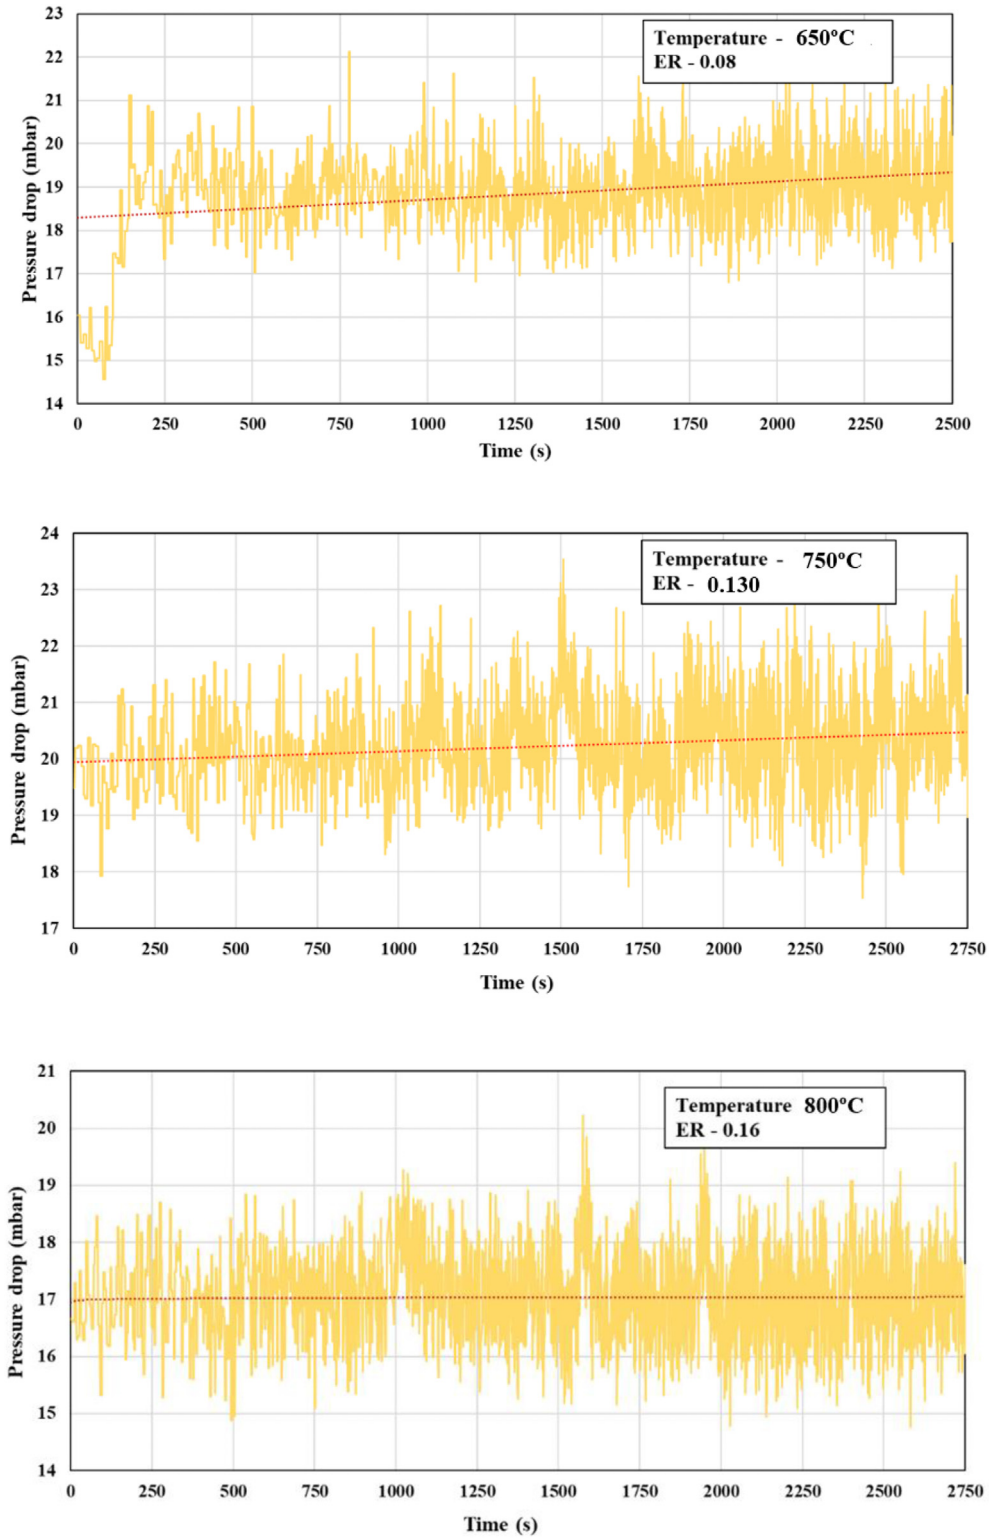 23
22
21
20
19
18
17
16
15
14
Pressure drop (mbar)
Temperature - 650°C
ER - 0.08
0 250 500 750 1000 1250 1500 1750 2000 2250 2500
Time (s)
24
23
22
21
20
19
18
17
Pressure drop (mbar)
Temperature - 750°C
ER - 0.130
0 250 500 750 1000 1250 1500 1750 2000 2250 2500 2750
Time (s)
21
20
19
18
17
16
15
14
Pressure drop (mbar)
Temperature 800°C
ER - 0.16
0 250 500 750 1000 1250 1500 1750 2000 2250 2500 2750
Time (s)